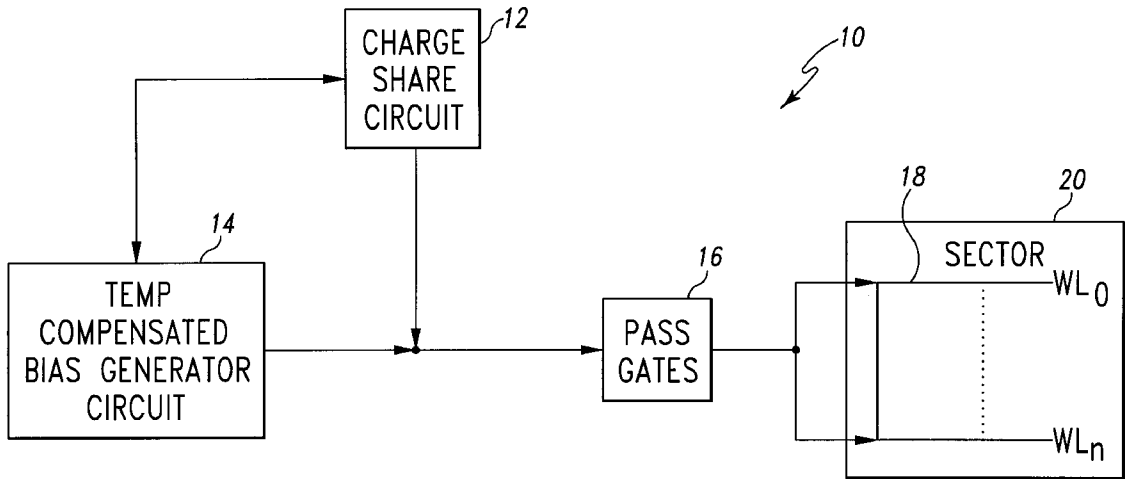 12
CHARGE
SHARE
CIRCUIT
10
14
TEMP
COMPENSATED
BIAS GENERATOR
CIRCUIT
16
PASS
GATES
18
20
SECTOR
WL0
WLn